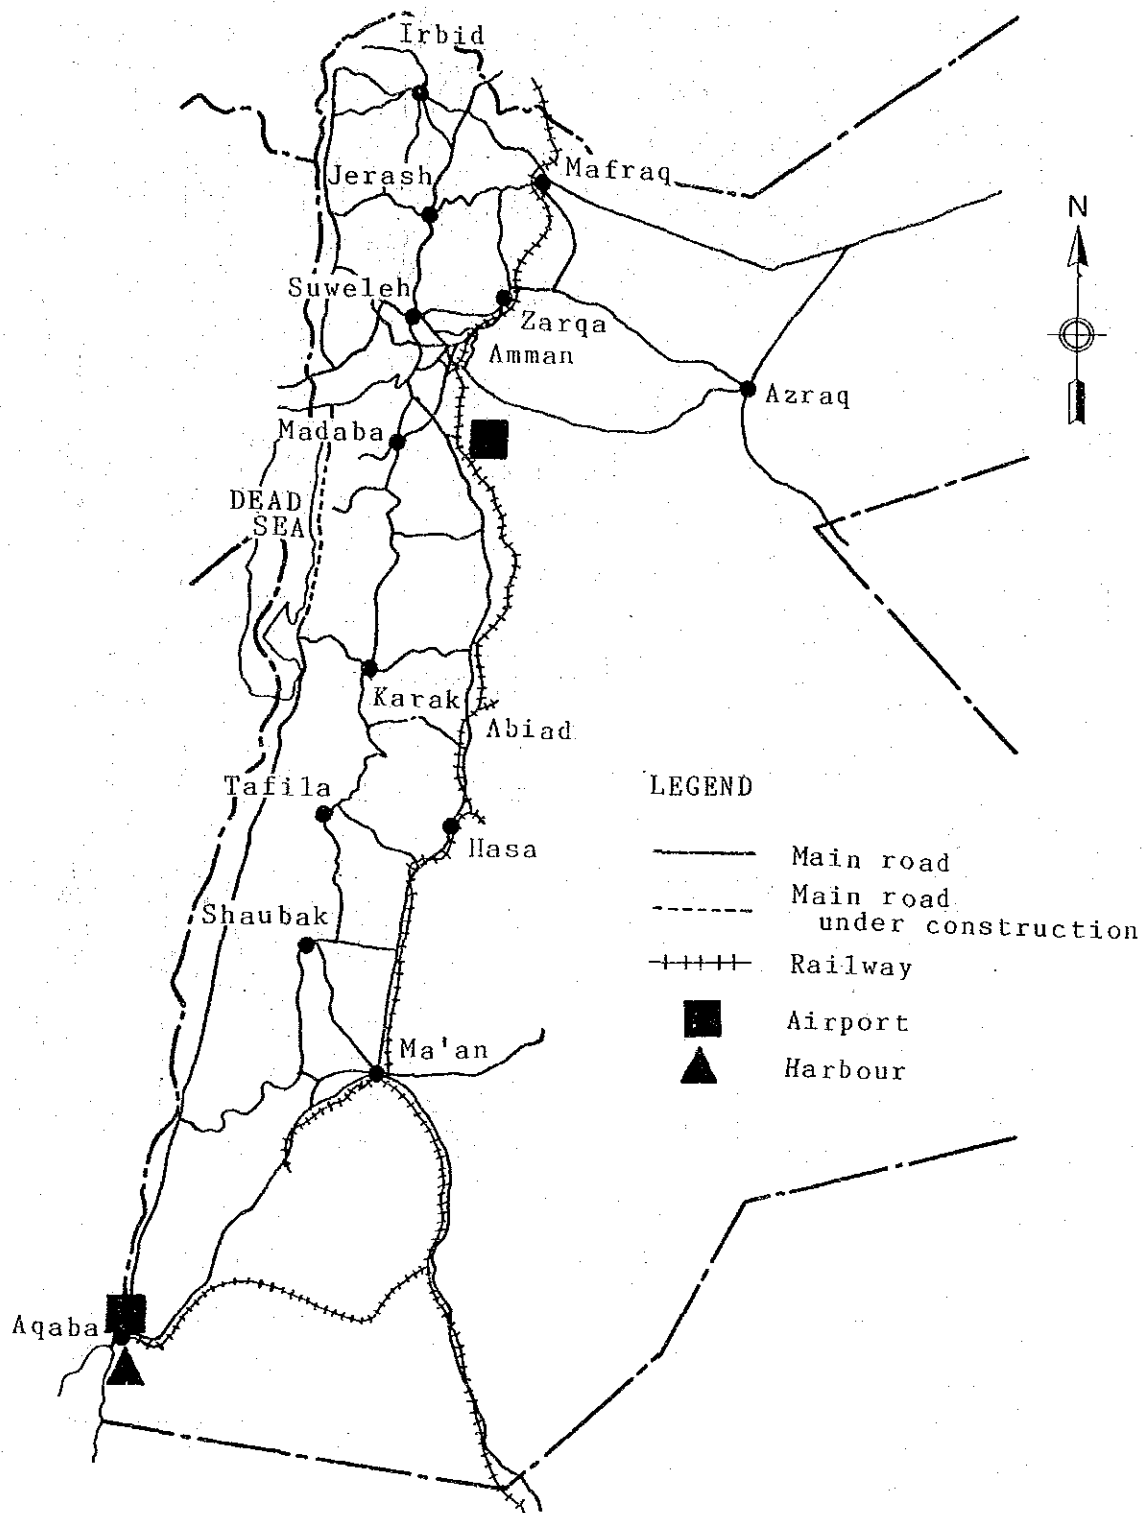 Irbid
Mafraq
Jerash
N
Suweleh
Zarqa
Amman
Azraq
Madaba
DEAD
SEA
Karak
Abiad
Tafila
LEGEND
Hasa
Main road
Main road
under construction
Shaubak
Railway
Airport
Ma'an
Harbour
Aqaba